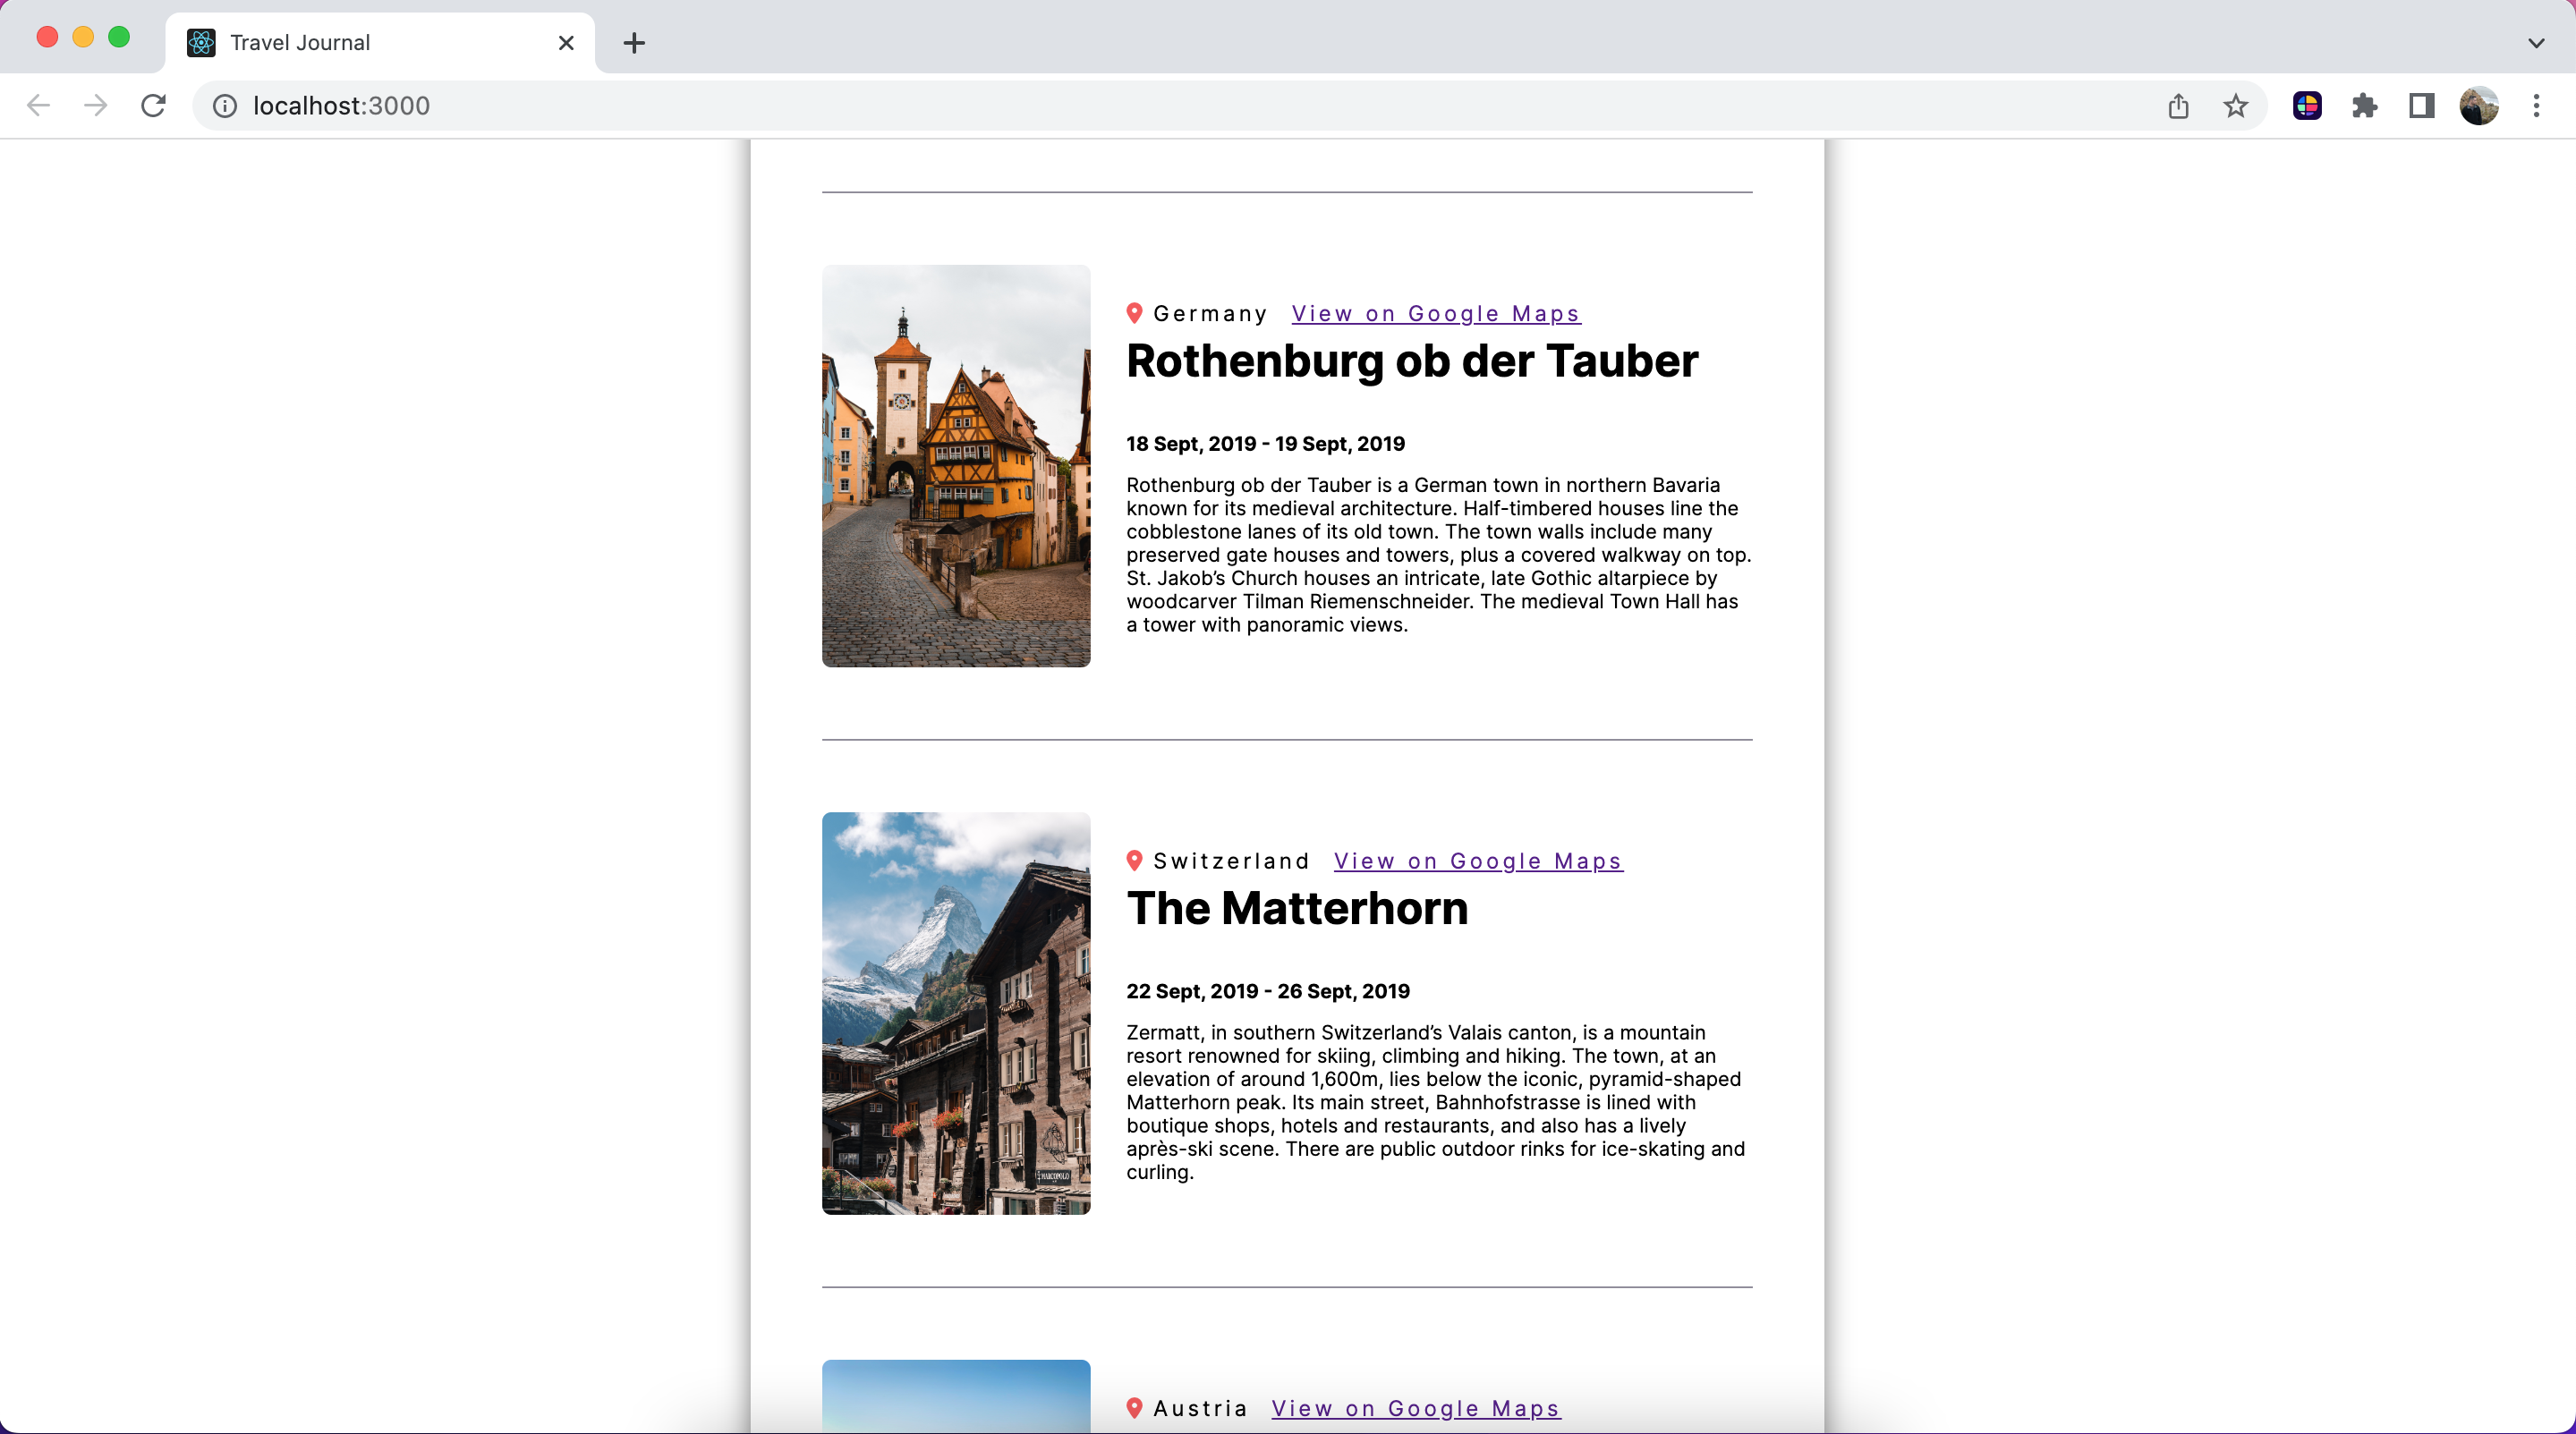 Travel Journal
localhost:3000
Germany View on Google Maps
Rothenburg ob der Tauber
18 Sept, 2019 - 19 Sept, 2019
Rothenburg ob der Tauber is a German town in northern Bavaria
known for its medieval architecture. Half-timbered houses line the
cobblestone lanes of its old town. The town walls include many
preserved gate houses and towers, plus a covered walkway on top.
St. Jakob’s Church houses an intricate, late Gothic altarpiece by
woodcarver Tilman Riemenschneider. The medieval Town Hall has
a tower with panoramic views.
Switzerland View on Google Maps
The Matterhorn
22 Sept, 2019 - 26 Sept, 2019
Zermatt, in southern Switzerland’s Valais canton, is a mountain
resort renowned for skiing, climbing and hiking. The town, at an
elevation of around 1,600m, lies below the iconic, pyramid-shaped
Matterhorn peak. Its main street, Bahnhofstrasse is lined with
boutique shops, hotels and restaurants, and also has a lively
après-ski scene. There are public outdoor rinks for ice-skating and
curling.
MARCOPOLO
Austria View on Google Maps